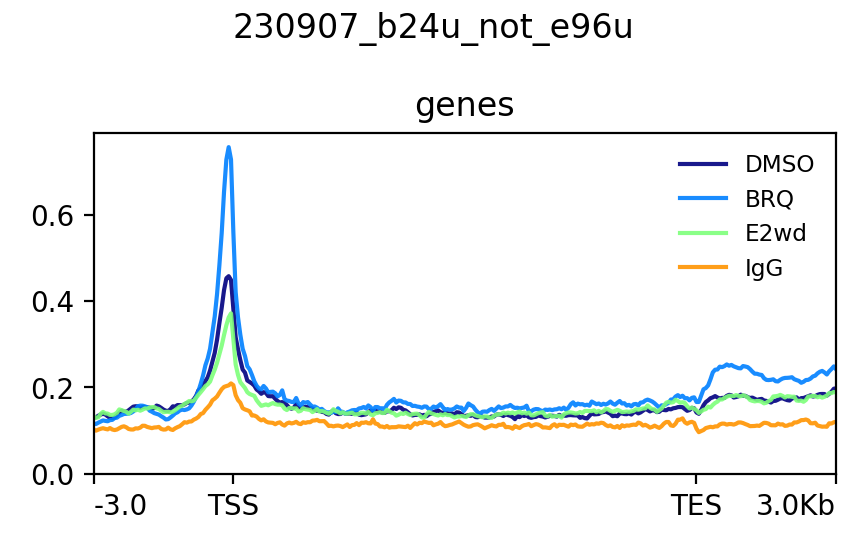 230907_b24u_not_e96u
genes
DMSO
BRQ
E2wd
IgG
0.6
0.4
0.2
0.0
-3.0 TSS TES 3.0Kb